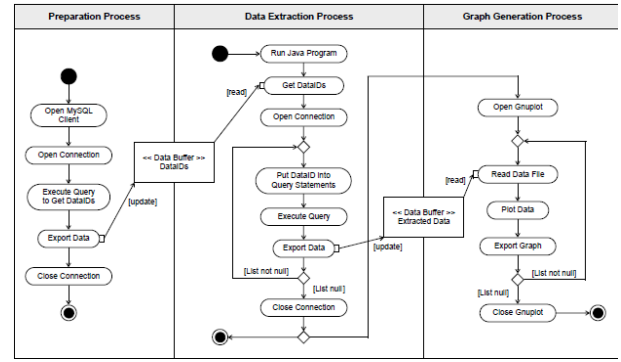 Preparation Process
Data Extraction Process
Graph Generation Process
Open MySQL
Client
Open Connection
Execute Query
to Get DataIDs
Export Data
Close Connection
<< Data Buffer >>
DataIDs
[update]
[read]
Run Java Program
Get DataIDs
Open Connection
Put DataID into
Query Statements
Execute Query
Export Data
[List not null]
[List null]
Close Connection
[update]
<< Data Buffer >>
Extracted Data
[read]
Open Gnuplot
Read Data File
Plot Data
Export Graph
[List not null]
[List null]
Close Gnuplot